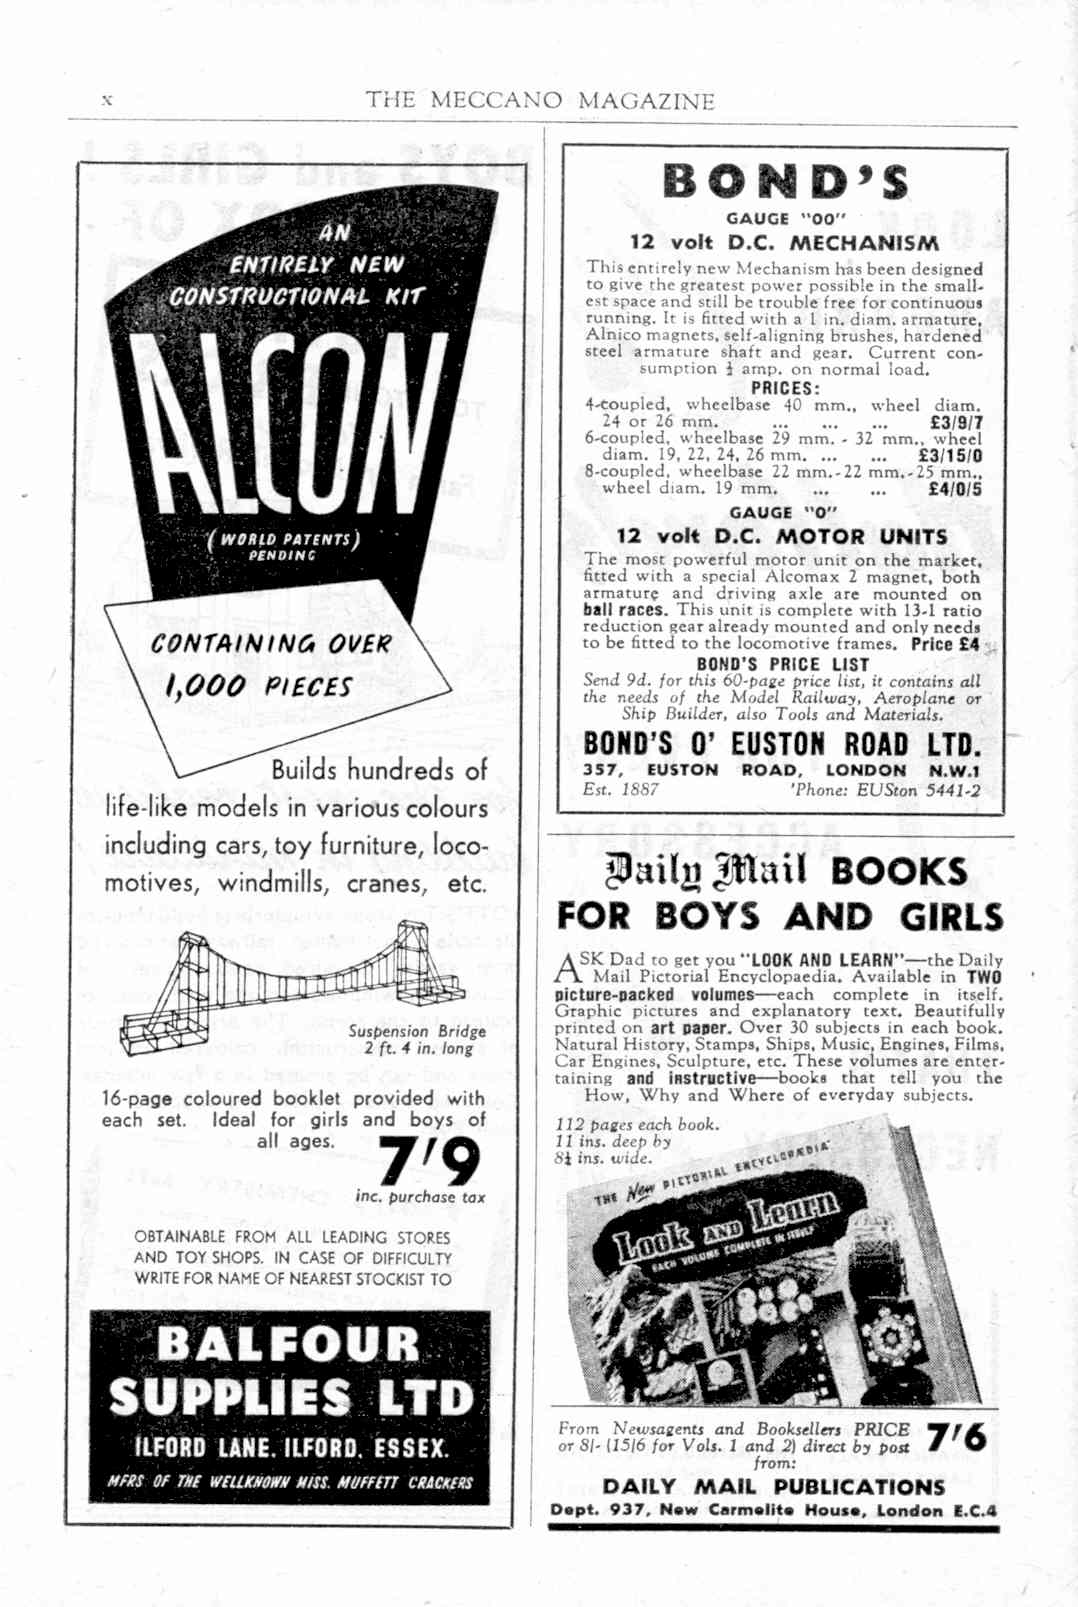 x
THE MECCANO MAGAZINE
AN
ENTIRELY NEW
CONSTRUCTIONAL KIT
ALCON
(WORLD PATENTS)
PENDING
CONTAINING OVER
1,000 PIECES
Builds hundreds of
life-like models in various colours
including cars, toy furniture, loco-
motives, windmills, cranes, etc.
Suspension Bridge
2 ft. 4 in. long
16-page coloured booklet provided with
each set. Ideal for girls and boys of
all ages.
7/9
inc. purchase tax
OBTAINABLE FROM ALL LEADING STORES
AND TOY SHOPS. IN CASE OF DIFFICULTY
WRITE FOR NAME OF NEAREST STOCKIST TO
BALFOUR
SUPPLIES LTD
ILFORD LANE. ILFORD. ESSEX.
MFRS OF THE WELLKNOWN MISS. MUFFETT CRACKERS
BOND'S
GAUGE "OO"
12 volt D.C. MECHANISM
This entirely new Mechanism has been designed
to give the greatest power possible in the small-
est space and still be trouble free for continuous
running. It is fitted with a 1 in. diam. armature,
Alnico magnets, self-aligning brushes, hardened
steel armature shaft and gear. Current con-
sumption ½ amp. on normal load.
PRICES:
4-coupled, wheelbase 40 mm., wheel diam.
24 or 26 mm. ... ... ... £3/9/7
6-coupled, wheelbase 29 mm. - 32 mm., wheel
diam. 19, 22, 24, 26 mm. ... ... £3/15/0
8-coupled, wheelbase 22 mm.-22 mm.-25 mm.,
wheel diam. 19 mm. ... ... £4/0/5
GAUGE "O"
12 volt D.C. MOTOR UNITS
The most powerful motor unit on the market,
fitted with a special Alcomax 2 magnet, both
armature and driving axle are mounted on
ball races. This unit is complete with 13-1 ratio
reduction gear already mounted and only needs
to be fitted to the locomotive frames. Price £4
BOND'S PRICE LIST
Send 9d. for this 60-page price list, it contains all
the needs of the Model Railway, Aeroplane or
Ship Builder, also Tools and Materials.
BOND'S O' EUSTON ROAD LTD.
357, EUSTON ROAD, LONDON N.W.1
Est. 1887 'Phone: EUSton 5441-2
Daily Mail BOOKS
FOR BOYS AND GIRLS
ASK Dad to get you "LOOK AND LEARN"—the Daily
Mail Pictorial Encyclopaedia. Available in TWO
picture-packed volumes—each complete in itself.
Graphic pictures and explanatory text. Beautifully
printed on art paper. Over 30 subjects in each book.
Natural History, Stamps, Ships, Music, Engines, Films,
Car Engines, Sculpture, etc. These volumes are enter-
taining and instructive—books that tell you the
How, Why and Where of everyday subjects.
112 pages each book.
11 ins. deep by
8½ ins. wide.
THE New PICTORIAL ENCYCLOPÆDIA
Look AND Learn
EACH VOLUME COMPLETE IN ITSELF
From Newsagents and Booksellers PRICE
or 8/- (15/6 for Vols. 1 and 2) direct by post
from:
7/6
DAILY MAIL PUBLICATIONS
Dept. 937, New Carmelite House, London E.C.4